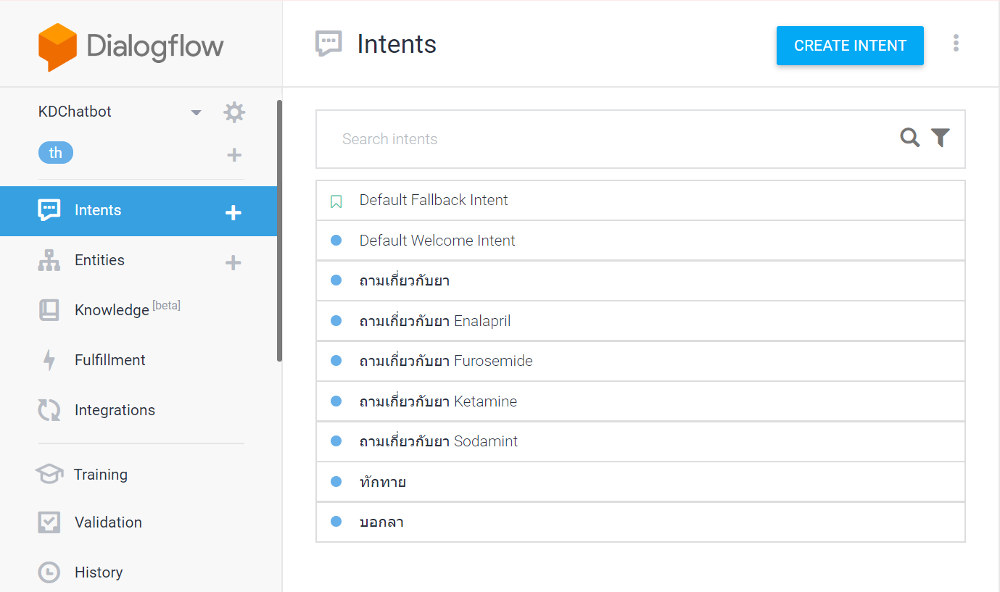 Dialogflow
Intents
CREATE INTENT
KDChatbot
th
Intents
Entities
Knowledge [beta]
Fulfillment
Integrations
Training
Validation
History
Search intents
Default Fallback Intent
Default Welcome Intent
ถามเกี่ยวกับยา
ถามเกี่ยวกับยา Enalapril
ถามเกี่ยวกับยา Furosemide
ถามเกี่ยวกับยา Ketamine
ถามเกี่ยวกับยา Sodamint
ทักทาย
บอกลา